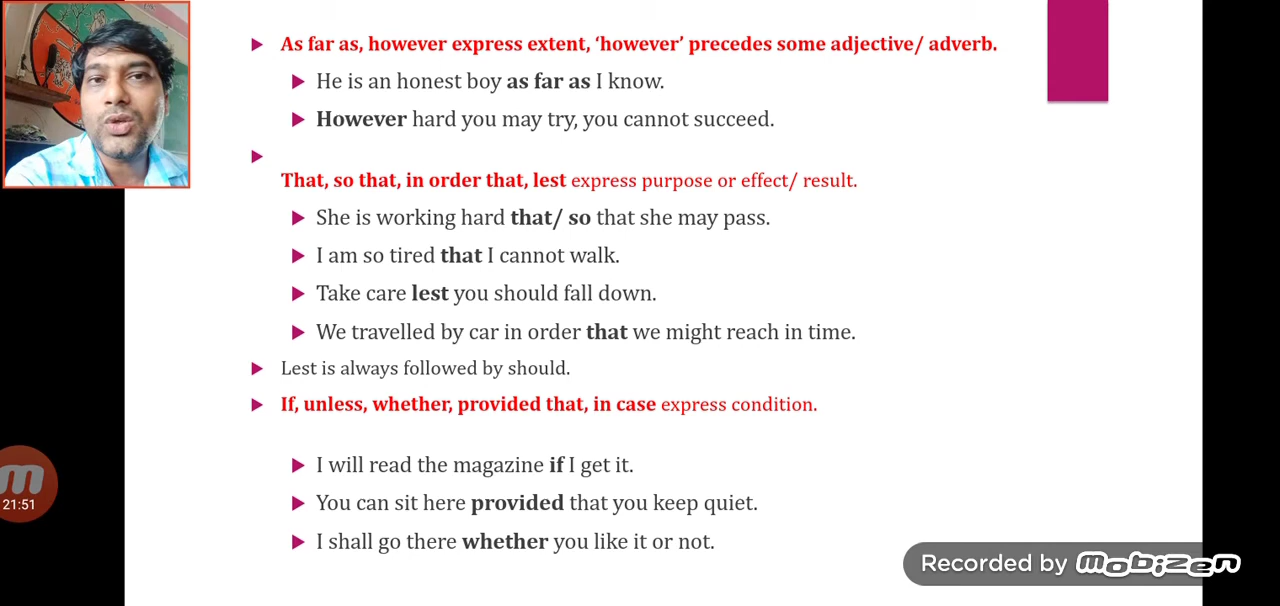 As far as, however express extent, ‘however’ precedes some adjective/ adverb.
He is an honest boy as far as I know.
However hard you may try, you cannot succeed.
That, so that, in order that, lest express purpose or effect/ result.
She is working hard that/ so that she may pass.
I am so tired that I cannot walk.
Take care lest you should fall down.
We travelled by car in order that we might reach in time.
Lest is always followed by should.
If, unless, whether, provided that, in case express condition.
I will read the magazine if I get it.
m
21:51
You can sit here provided that you keep quiet.
I shall go there whether you like it or not.
Recorded by mobizen